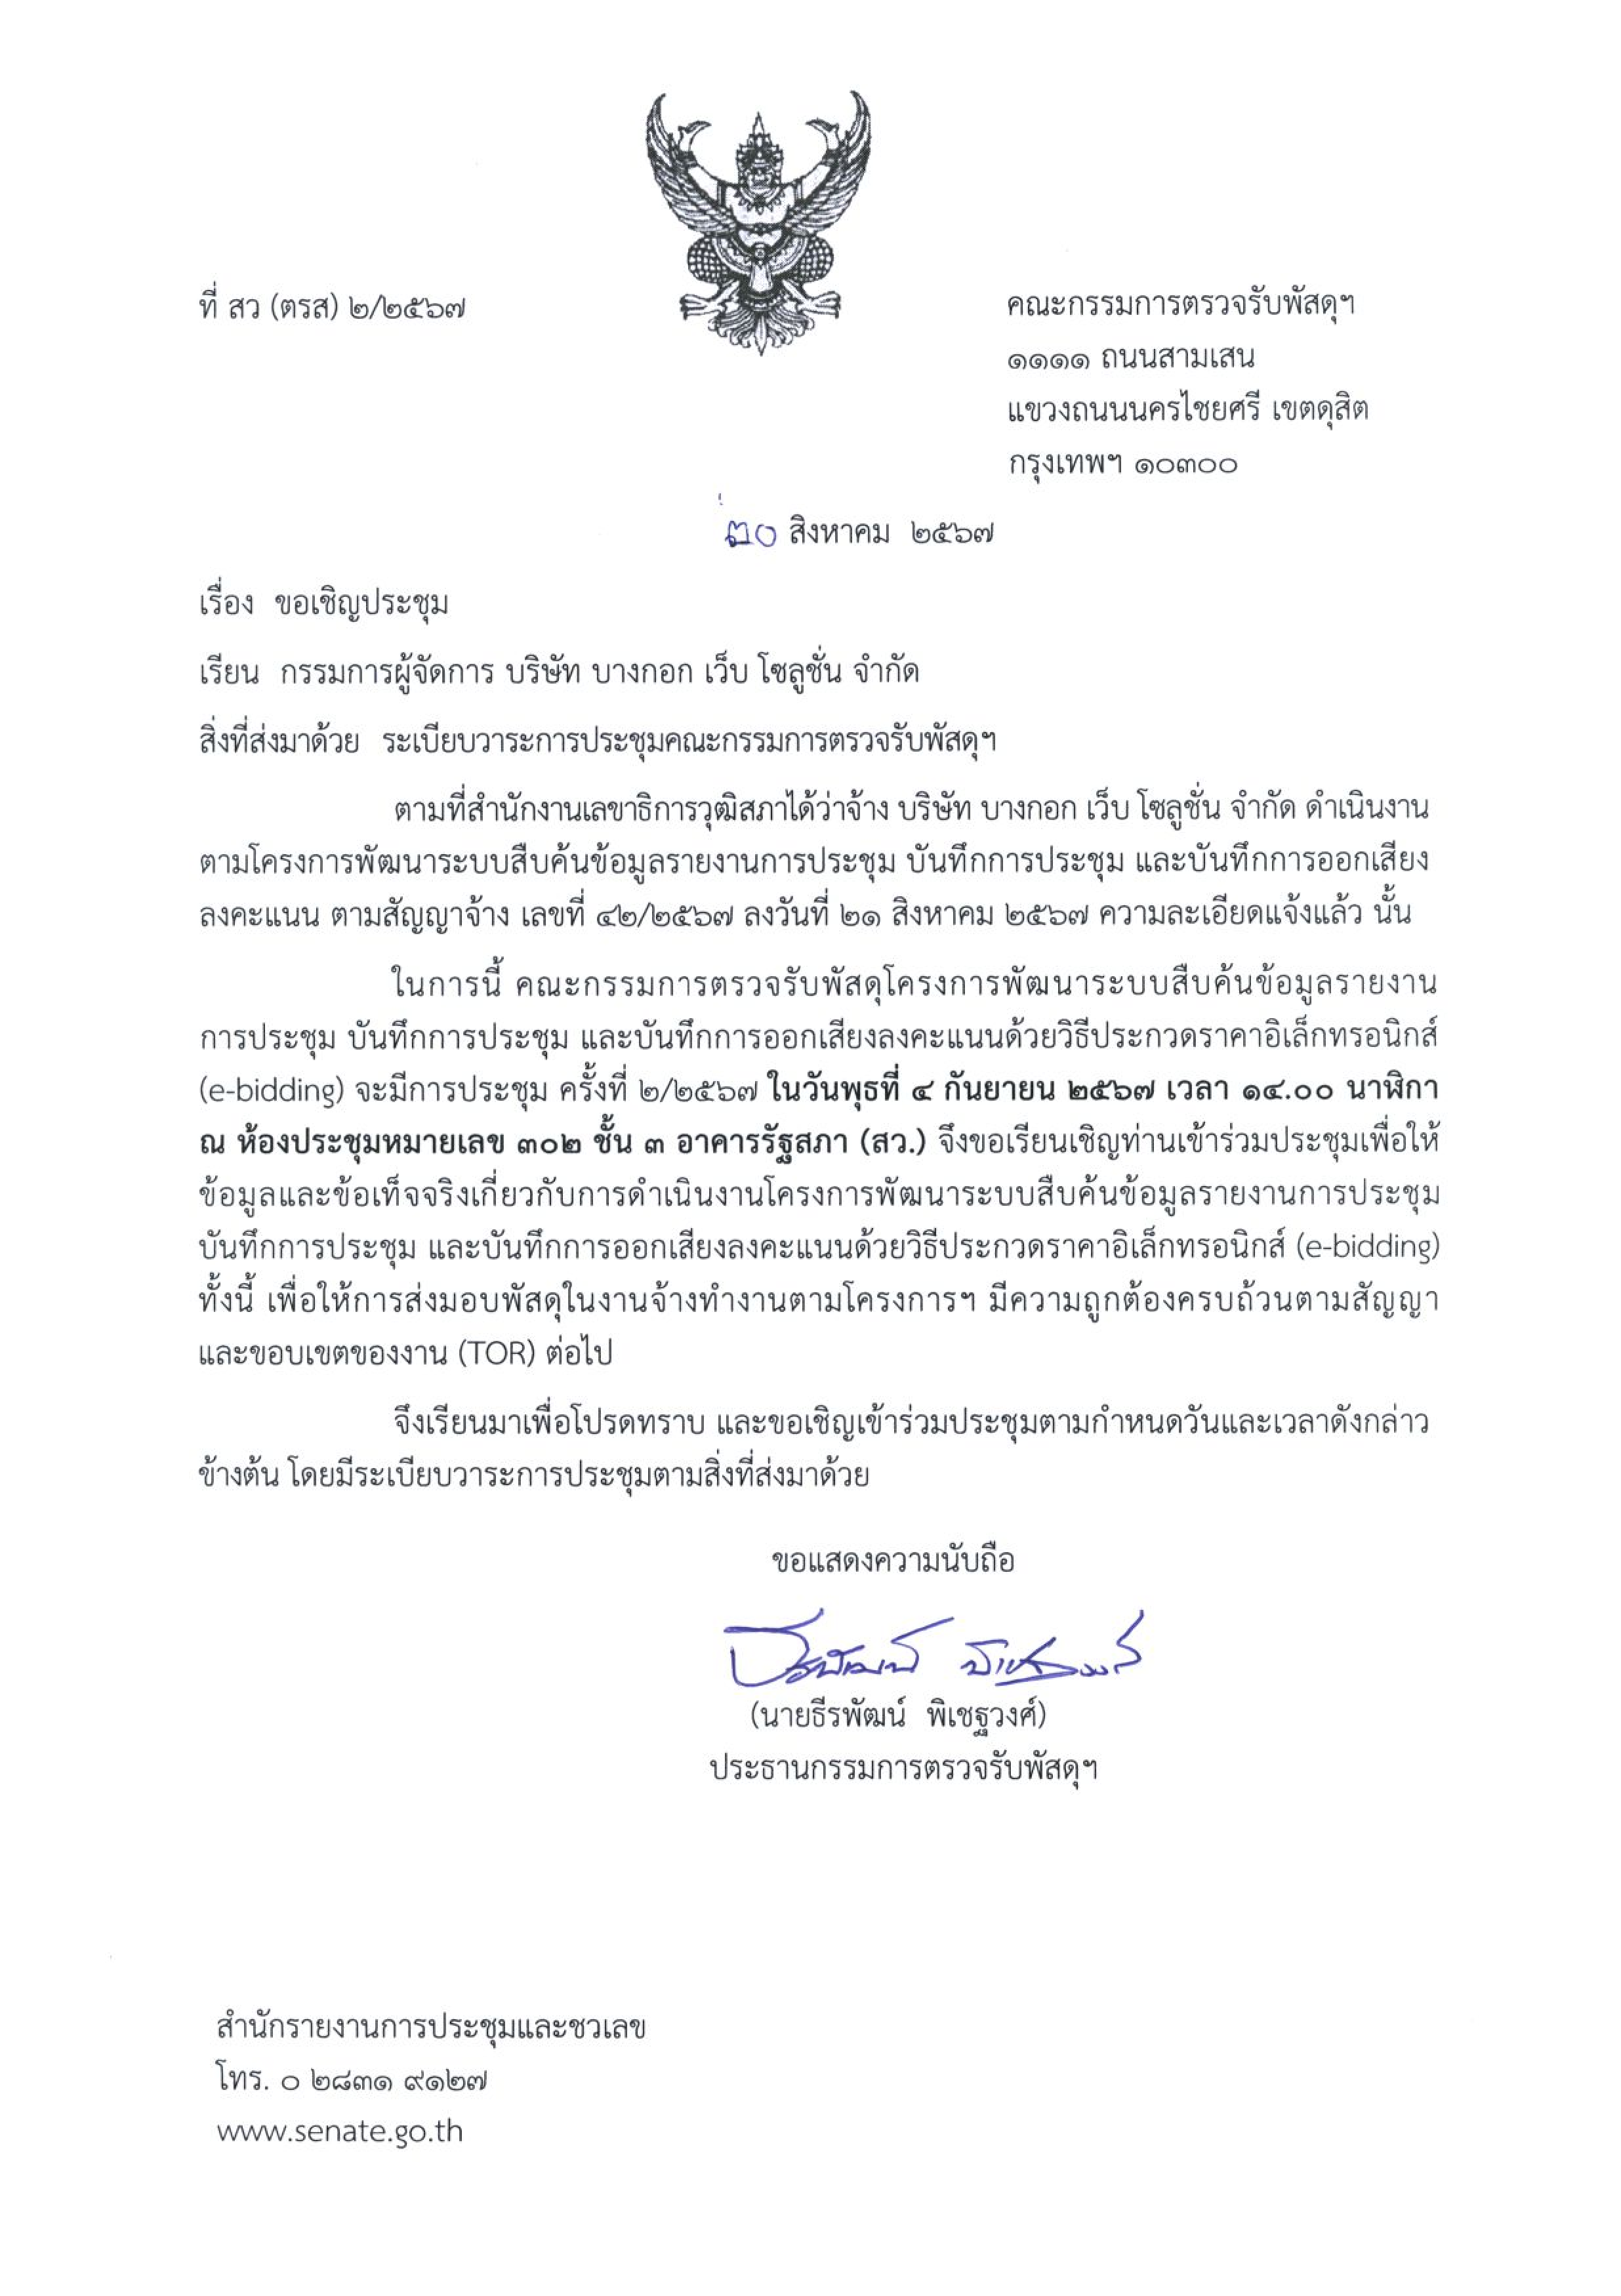 ที่ สว (ตรส) ๒/๒๕๖๗
คณะกรรมการตรวจรับพัสดุฯ
๑๑๑๑ ถนนสามเสน
แขวงถนนนครไชยศรี เขตดุสิต
กรุงเทพฯ ๑๐๓๐๐
สิงหาคม ๒๕๖๗
เรื่อง ขอเชิญประชุม
เรียน กรรมการผู้จัดการ บริษัท บางกอก เว็บ โซลูชั่น จำกัด
สิ่งที่ส่งมาด้วย ระเบียบวาระการประชุมคณะกรรมการตรวจรับพัสดุฯ
ตามที่สำนักงานเลขาธิการวุฒิสภาได้ว่าจ้าง บริษัท บางกอก เว็บ โซลูชั่น จำกัด ดำเนินงาน
ตามโครงการพัฒนาระบบสืบค้นข้อมูลรายงานการประชุม บันทึกการประชุม และบันทึกการออกเสียง
ลงคะแนน ตามสัญญาจ้าง เลขที่ ๔๒/๒๕๖๗ ลงวันที่ ๒๑ สิงหาคม ๒๕๖๗ ความละเอียดแจ้งแล้ว นั้น
ในการนี้ คณะกรรมการตรวจรับพัสดุโครงการพัฒนาระบบสืบค้นข้อมูลรายงาน
การประชุม บันทึกการประชุม และบันทึกการออกเสียงลงคะแนนด้วยวิธีประกวดราคาอิเล็กทรอนิกส์
(e-bidding) จะมีการประชุม ครั้งที่ ๒/๒๕๖๗ ในวันพุธที่ ๔ กันยายน ๒๕๖๗ เวลา ๑๔.๐๐ นาฬิกา
ณ ห้องประชุมหมายเลข ๓๐๒ ชั้น ๓ อาคารรัฐสภา (สว.) จึงขอเรียนเชิญท่านเข้าร่วมประชุมเพื่อให้
ข้อมูลและข้อเท็จจริงเกี่ยวกับการดำเนินงานโครงการพัฒนาระบบสืบค้นข้อมูลรายงานการประชุม
บันทึกการประชุม และบันทึกการออกเสียงลงคะแนนด้วยวิธีประกวดราคาอิเล็กทรอนิกส์ (e-bidding)
ทั้งนี้ เพื่อให้การส่งมอบพัสดุในงานจ้างทำงานตามโครงการฯ มีความถูกต้องครบถ้วนตามสัญญา
และขอบเขตของงาน (TOR) ต่อไป
จึงเรียนมาเพื่อโปรดทราบ และขอเชิญเข้าร่วมประชุมตามกำหนดวันและเวลาดังกล่าว
ข้างต้น โดยมีระเบียบวาระการประชุมตามสิ่งที่ส่งมาด้วย
ขอแสดงความนับถือ
(นายธีรพัฒน์ พิเชฐวงศ์)
ประธานกรรมการตรวจรับพัสดุฯ
สำนักรายงานการประชุมและชวเลข
โทร. ๐ ๒๘๓๑ ๙๑๒๗
www.senate.go.th